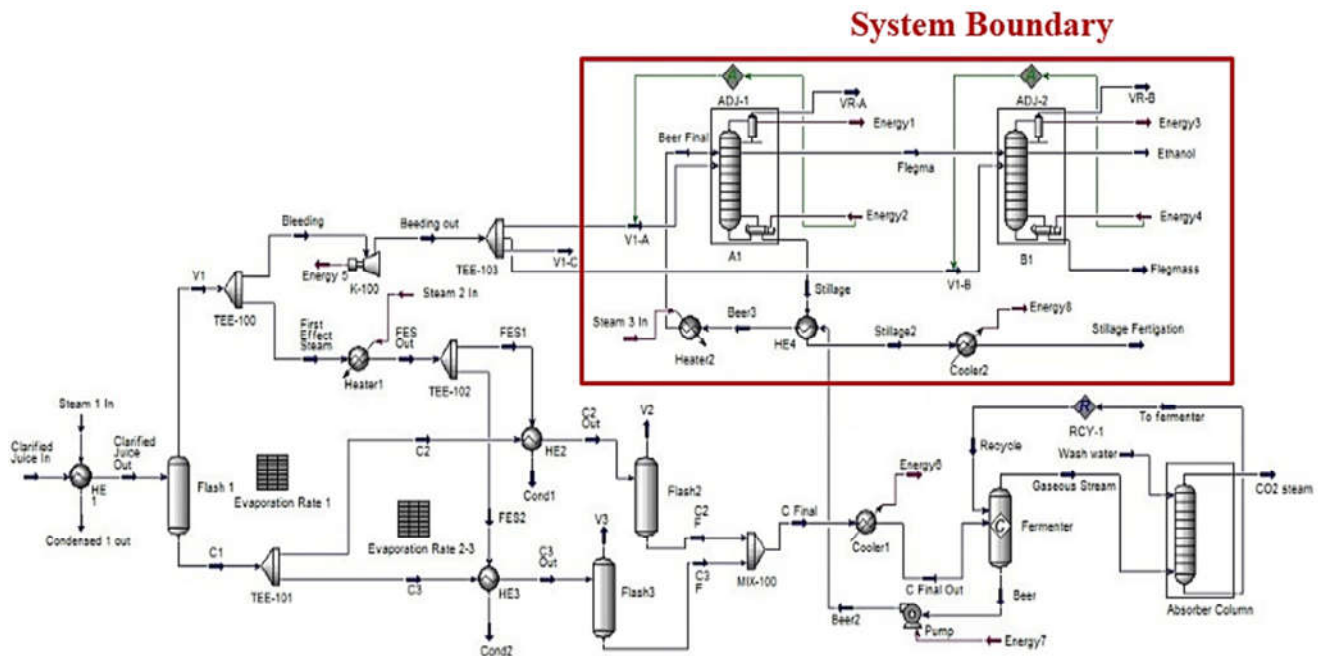 System Boundary
ADJ-1
VR-A
Energy1
Beer Final
Flegma
Energy2
A1
V1-A
V1-C
ADJ-2
VR-B
Energy3
Ethanol
Energy4
Flegmass
B1
V1-B
Stillage
Steam 3 In
Beer3
Heater2
HE4
Stillage2
Energy8
Cooler2
Stillage Fertigation
Bleeding
Beeding out
V1
Energy 5
K-100
TEE-103
TEE-100
Steam 2 In
First
Effect
Steam
FES
Out
FES1
Heater1
TEE-102
Steam 1 In
Clarified
Juice In
Clarified
Juice
Out
HE
1
Condensed 1 out
Flash 1
Evaporation Rate 1
Evaporation Rate 2-3
C1
TEE-101
C2
C3
FES2
HE2
Cond1
C2
Out
V2
Flash2
C2
F
HE3
Cond2
C3
Out
V3
Flash3
C3
F
MIX-100
C Final
Energy6
Cooler1
C Final Out
Recycle
RCY-1
To fermenter
Wash water
Gaseous Stream
CO2 steam
C
Fermenter
Beer
Absorber Column
Beer2
Pump
Energy7
A
A
R